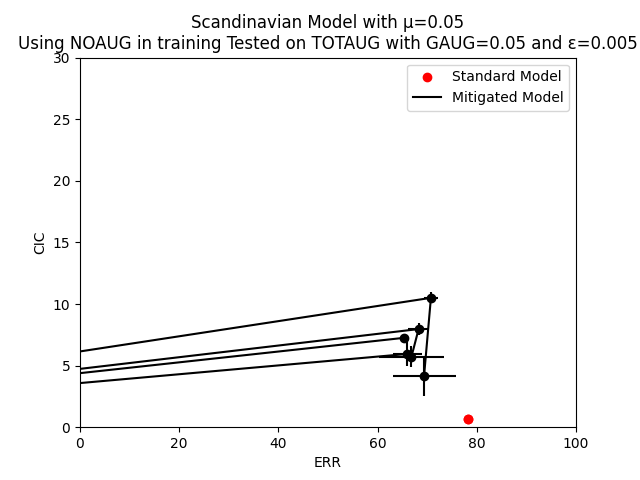 Scandinavian Model with μ=0.05
Using NOAUG in training Tested on TOTAUG with GAUG=0.05 and ε=0.005
Standard Model
Mitigated Model
30
25
20
15
10
5
0
CIC
0 20 40 60 80 100
ERR